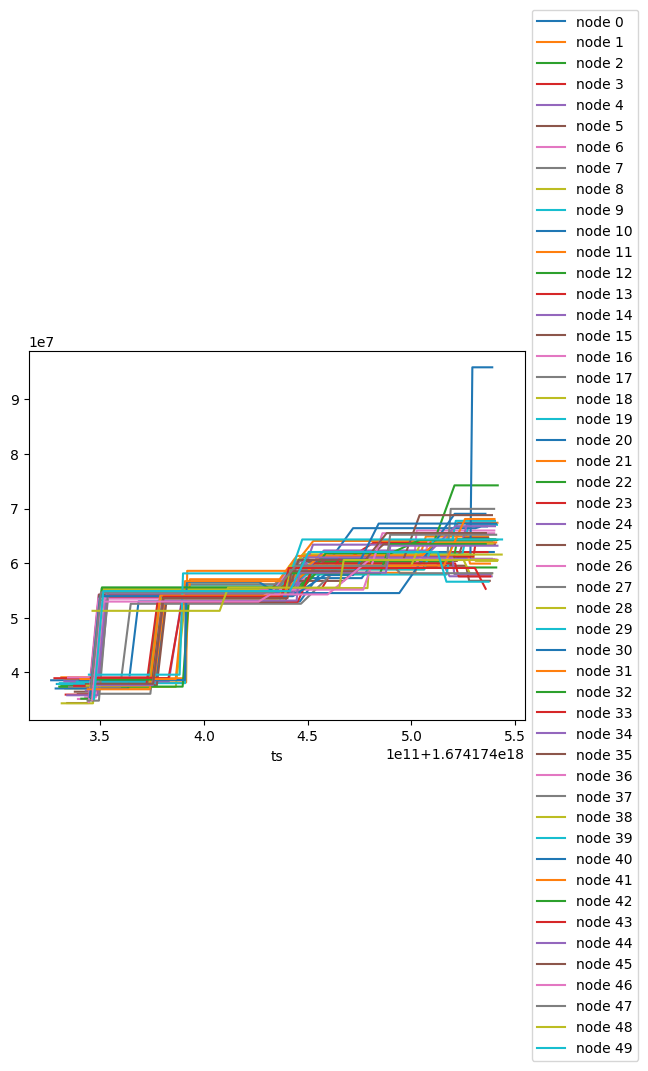 1e7
9
8
7
6
5
4
3.5
4.0
4.5
5.0
5.5
ts
1e11+1.674174e18
node 0
node 1
node 2
node 3
node 4
node 5
node 6
node 7
node 8
node 9
node 10
node 11
node 12
node 13
node 14
node 15
node 16
node 17
node 18
node 19
node 20
node 21
node 22
node 23
node 24
node 25
node 26
node 27
node 28
node 29
node 30
node 31
node 32
node 33
node 34
node 35
node 36
node 37
node 38
node 39
node 40
node 41
node 42
node 43
node 44
node 45
node 46
node 47
node 48
node 49